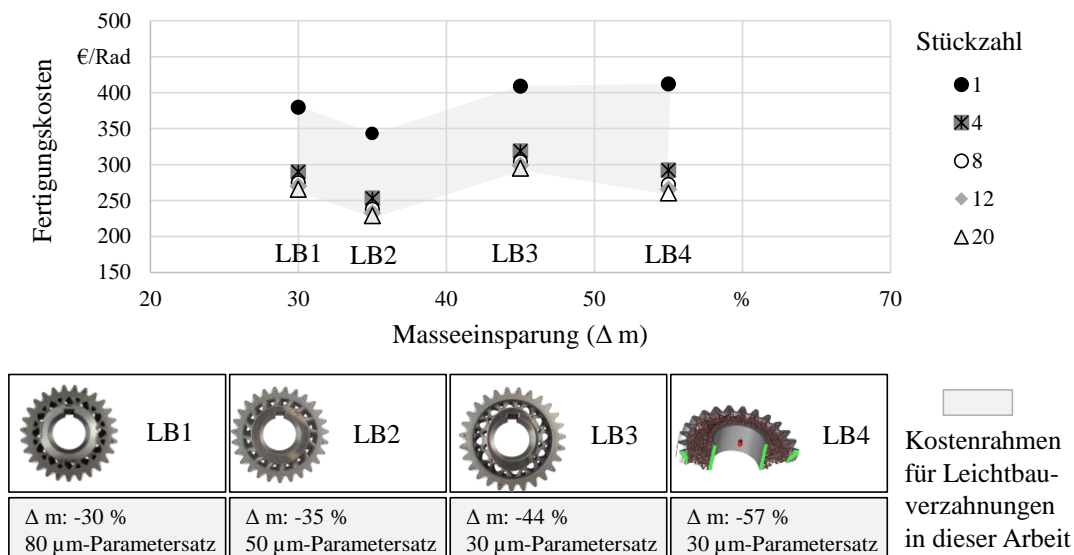 500
€/Rad
400
350
300
250
200
150
20
30
40
50
%
70
Fertigungskosten
Masseeinsparung (Δ m)
LB1
LB2
LB3
LB4
Stückzahl
1
4
8
12
20
LB1
LB2
LB3
LB4
Δ m: -30 %
80 µm-Parametersatz
Δ m: -35 %
50 µm-Parametersatz
Δ m: -44 %
30 µm-Parametersatz
Δ m: -57 %
30 µm-Parametersatz
Kostenrahmen
für Leichtbau-
verzahnungen
in dieser Arbeit